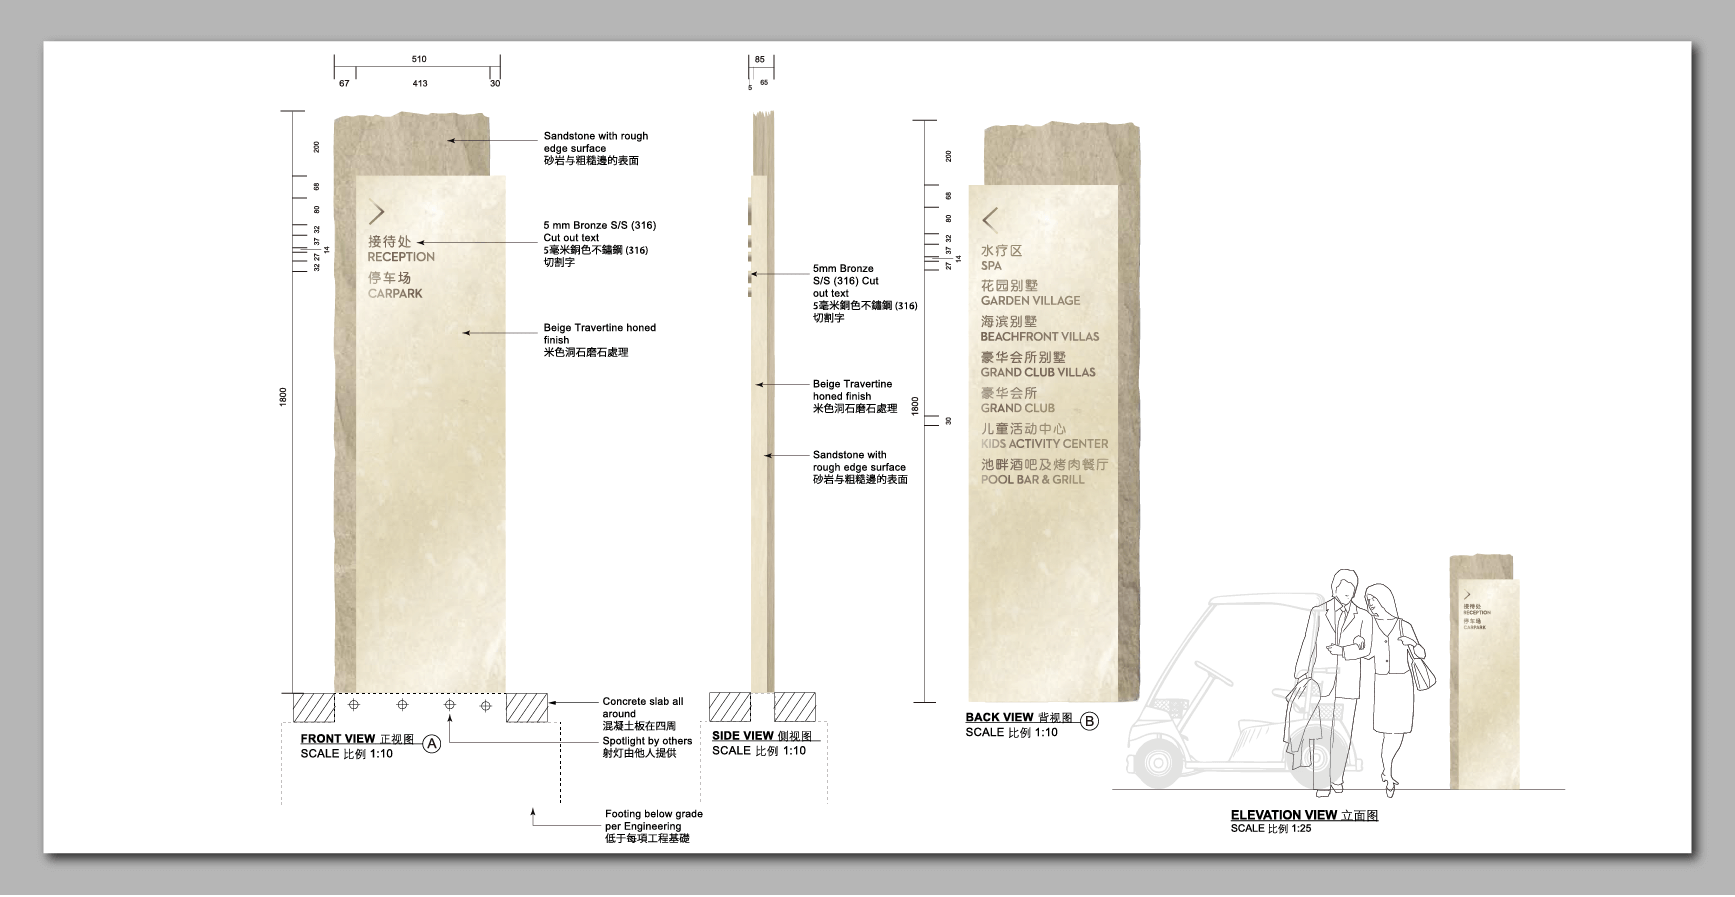 510
67 413 30
200
68
80
32
37
14
27
32
1800
Sandstone with rough
edge surface
砂岩与粗糙邊的表面
5 mm Bronze S/S (316)
Cut out text
5毫米銅色不鏽鋼 (316)
切割字
Beige Travertine honed
finish
米色洞石磨石處理
接待处
RECEPTION
停车场
CARPARK
Concrete slab all
around
混凝土板在四周
Spotlight by others
射灯由他人提供
Footing below grade
per Engineering
低于每項工程基礎
FRONT VIEW 正视图
SCALE 比例 1:10
A
85
5 65
5mm Bronze
S/S (316) Cut
out text
5毫米銅色不鏽鋼 (316)
切割字
Beige Travertine
honed finish
米色洞石磨石處理
Sandstone with
rough edge surface
砂岩与粗糙邊的表面
SIDE VIEW 侧视图
SCALE 比例 1:10
200
68
80
32
37
14
27
30
1800
水疗区
SPA
花园别墅
GARDEN VILLAGE
海滨别墅
BEACHFRONT VILLAS
豪华会所别墅
GRAND CLUB VILLAS
豪华会所
GRAND CLUB
儿童活动中心
KIDS ACTIVITY CENTER
池畔酒吧及烤肉餐厅
POOL BAR & GRILL
BACK VIEW 背视图
SCALE 比例 1:10
B
接待处
RECEPTION
停车场
CARPARK
ELEVATION VIEW 立面图
SCALE 比例 1:25